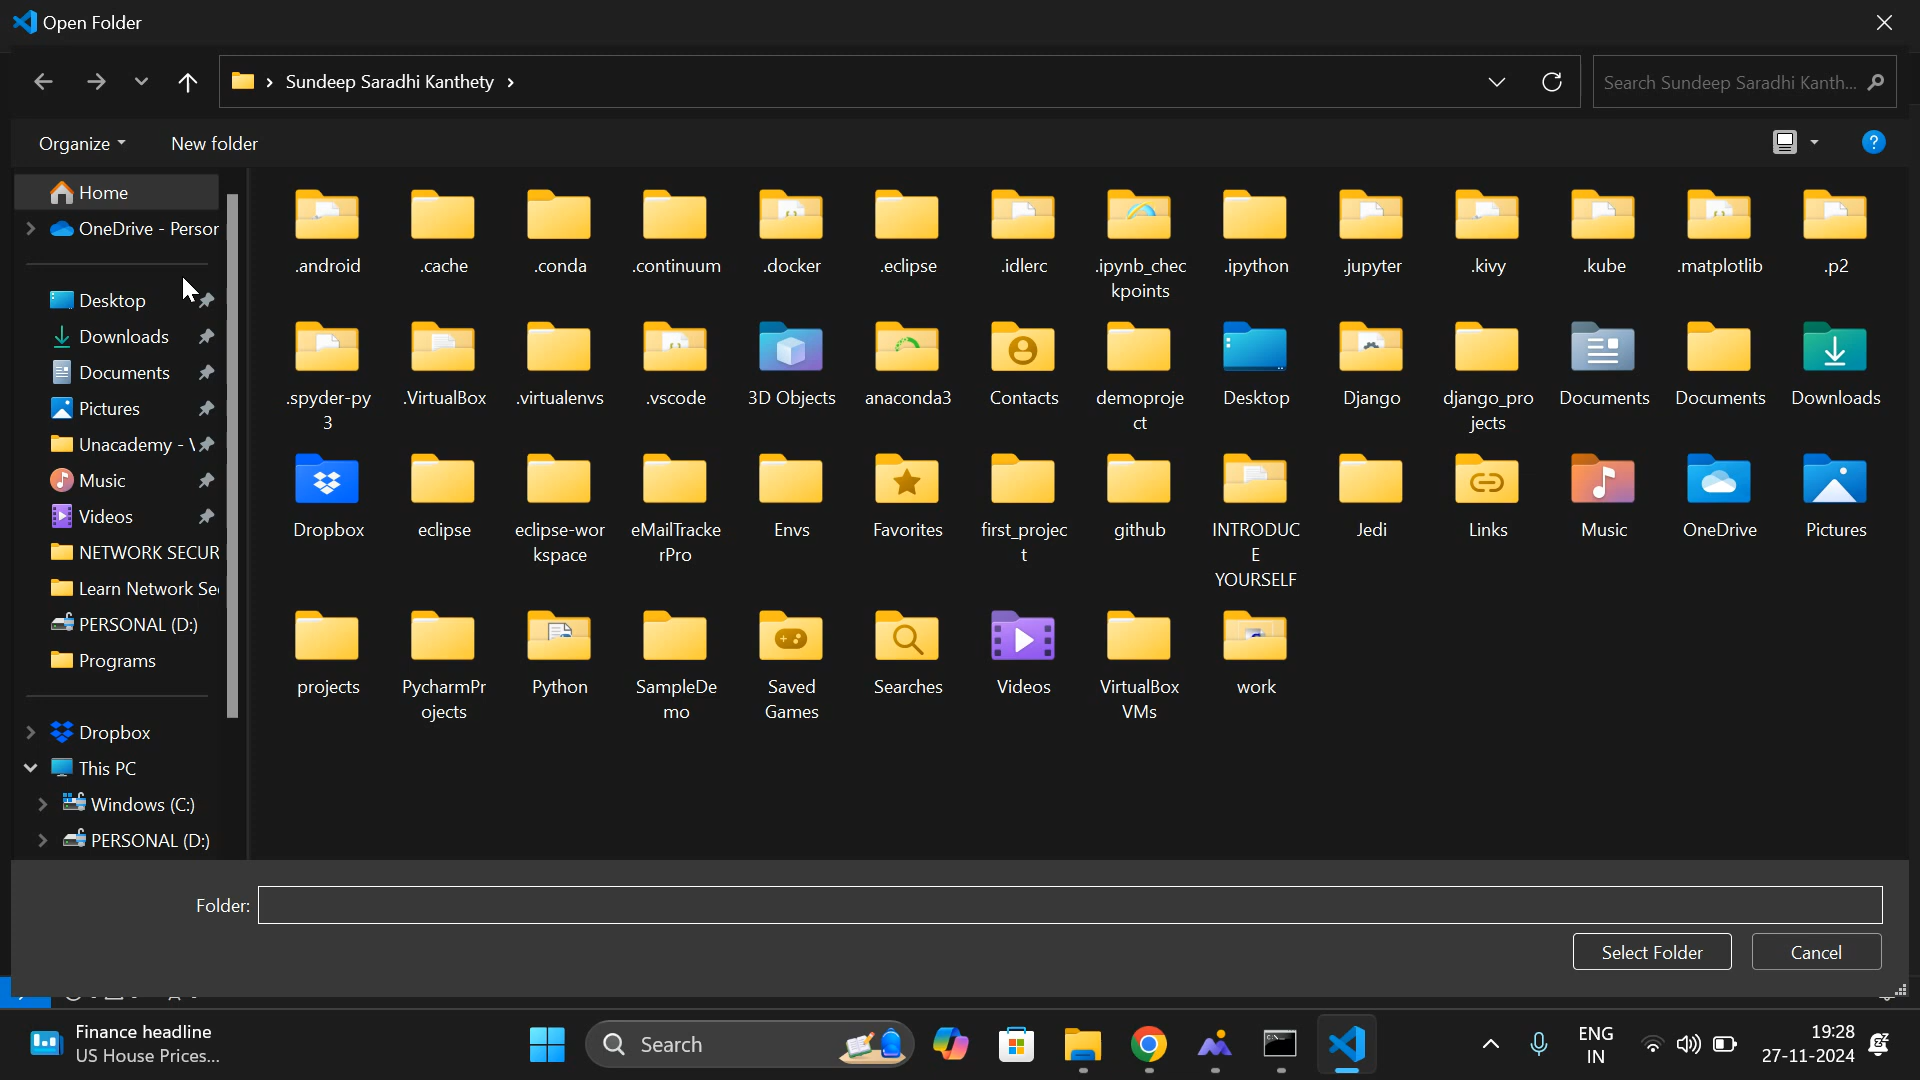 Open Folder
Sundeep Saradhi Kanthety
Search Sundeep Saradhi Kanth...
Organize
New folder
Home
OneDrive - Persor
Desktop
Downloads
Documents
Pictures
Unacademy - \
Music
Videos
NETWORK SECUR
Learn Network Se
PERSONAL (D:)
Programs
Dropbox
This PC
Windows (C:)
PERSONAL (D:)
.android
.cache
.conda
.continuum
.docker
.eclipse
.idlerc
.ipynb_chec
kpoints
.ipython
.jupyter
.kivy
.kube
.matplotlib
.p2
.spyder-py
3
.VirtualBox
.virtualenvs
.vscode
3D Objects
anaconda3
Contacts
demoproje
ct
Desktop
Django
django_pro
jects
Documents
Documents
Downloads
Dropbox
eclipse
eclipse-wor
kspace
eMailTracke
rPro
Envs
Favorites
first_projec
t
github
INTRODUC
E
YOURSELF
Jedi
Links
Music
OneDrive
Pictures
projects
PycharmPr
ojects
Python
SampleDe
mo
Saved
Games
Searches
Videos
VirtualBox
VMs
work
Folder:
Select Folder
Cancel
Finance headline
US House Prices...
Search
ENG
IN
19:28
27-11-2024